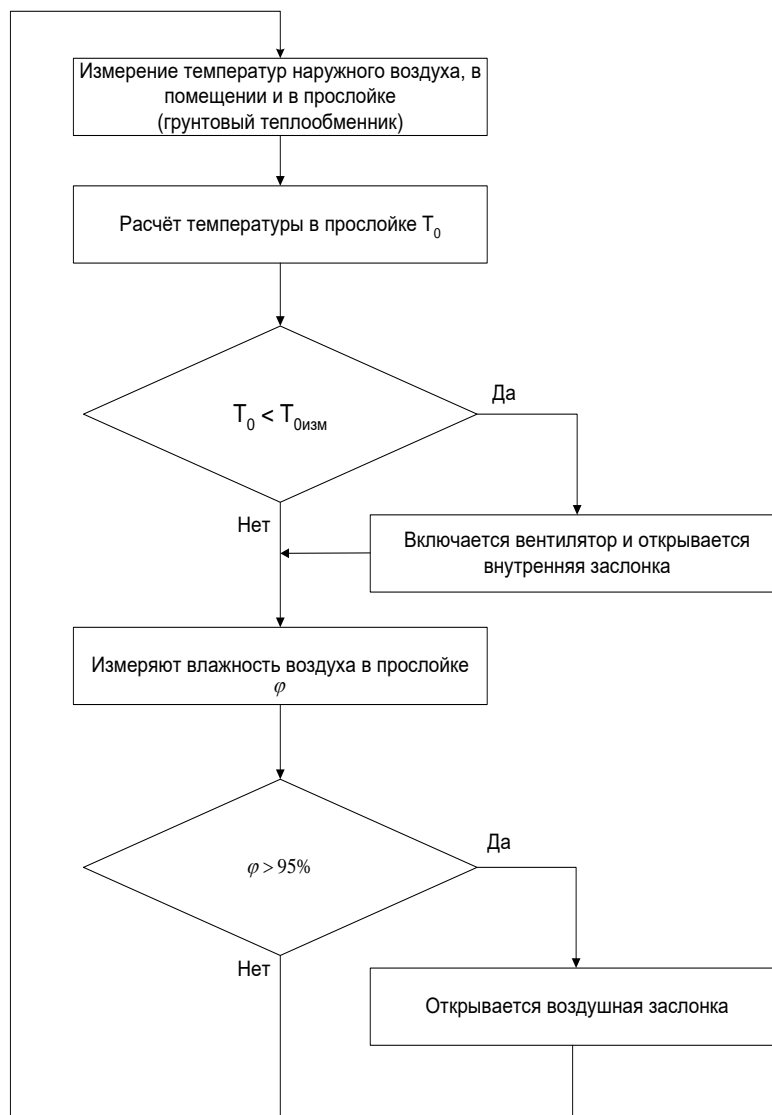 Измерение температур наружного воздуха, в
помещении и в прослойке
(грунтовый теплообменник)
Расчёт температуры в прослойке T₀
T₀ < T₀изм
Да
Нет
Включается вентилятор и открывается
внутренняя заслонка
Измеряют влажность воздуха в прослойке
φ
φ > 95%
Да
Нет
Открывается воздушная заслонка